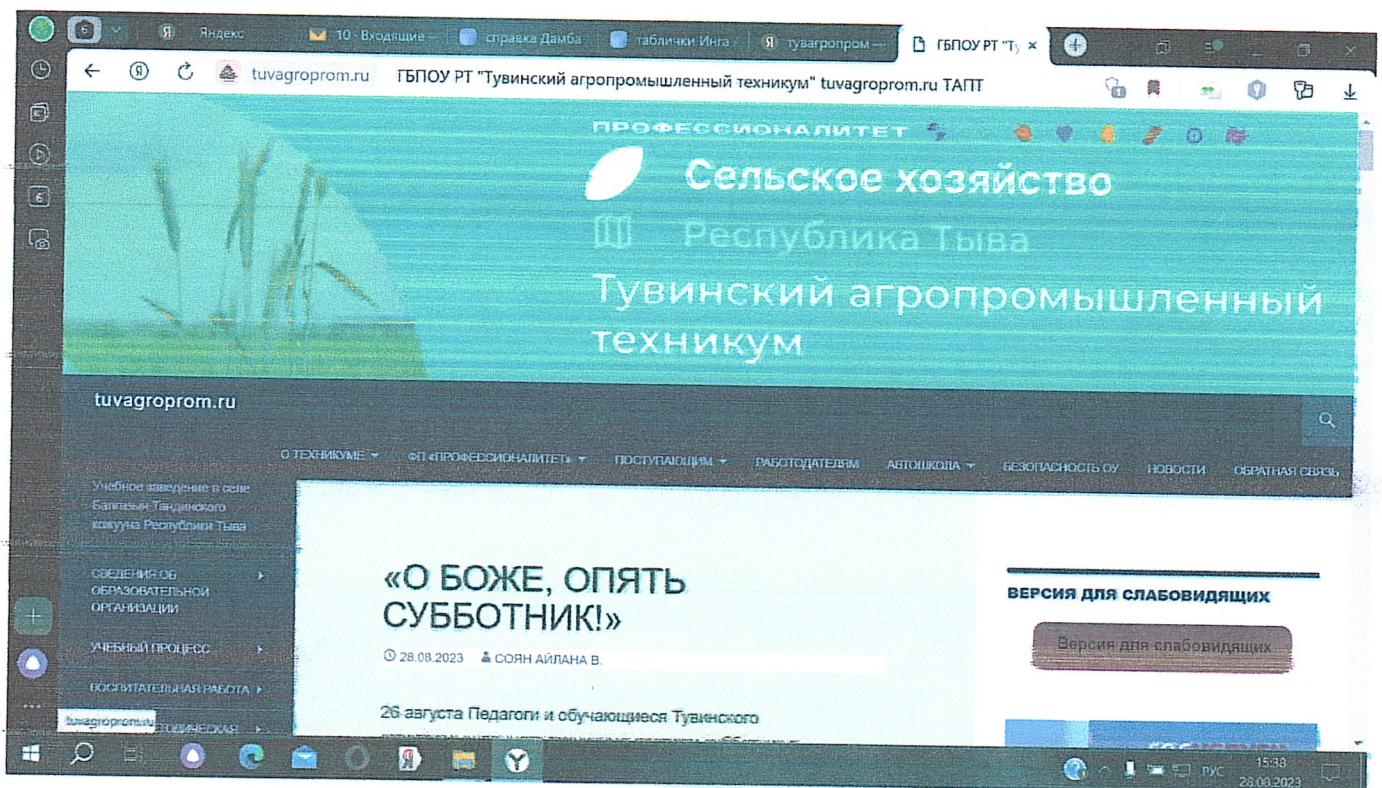 6
Я Яндекс
10 · Входящие —
справка Дамба
таблички Инга
Я тувагропром —
ГБПОУ РТ "Ту
tuvagroprom.ru ГБПОУ РТ "Тувинский агропромышленный техникум" tuvagroprom.ru ТАПТ
6
ПРОФЕССИОНАЛИТЕТ
Сельское хозяйство
Республика Тыва
Тувинский агропромышленный
техникум
tuvagroprom.ru
О ТЕХНИКУМЕ ФП «ПРОФЕССИОНАЛИТЕТ» ПОСТУПАЮЩИМ РАБОТОДАТЕЛЯМ АВТОШКОЛА БЕЗОПАСНОСТЬ ОУ НОВОСТИ ОБРАТНАЯ СВЯЗЬ
Учебное заведение в селе
Балгазын Тандинского
кожууна Республики Тыва
СВЕДЕНИЯ ОБ
ОБРАЗОВАТЕЛЬНОЙ
ОРГАНИЗАЦИИ
УЧЕБНЫЙ ПРОЦЕСС
ВОСПИТАТЕЛЬНАЯ РАБОТА
tuvagroprom.ru
«О БОЖЕ, ОПЯТЬ
СУББОТНИК!»
28.08.2023 СОЯН АЙЛАНА В.
26 августа Педагоги и обучающиеся Тувинского
ВЕРСИЯ ДЛЯ СЛАБОВИДЯЩИХ
Версия для слабовидящих
РУС
15:38
28.08.2023